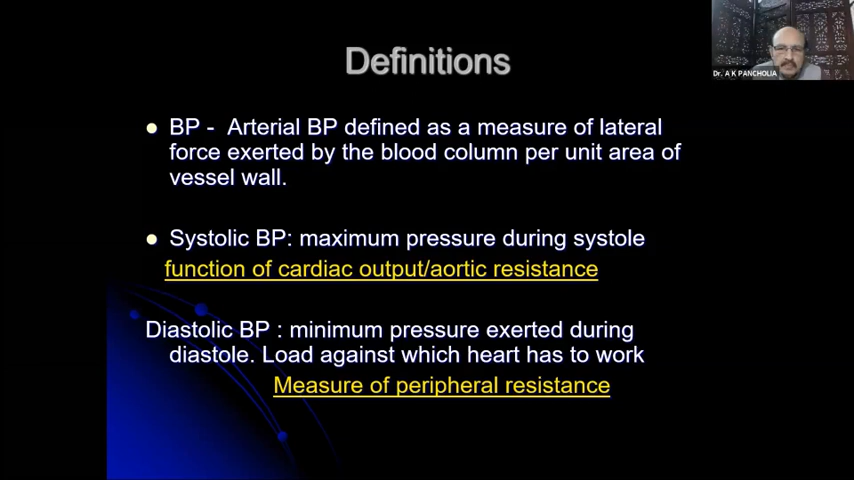 Dr. A K PANCHOLIA
Definitions
BP - Arterial BP defined as a measure of lateral
force exerted by the blood column per unit area of
vessel wall.
Systolic BP: maximum pressure during systole
function of cardiac output/aortic resistance
Diastolic BP : minimum pressure exerted during
diastole. Load against which heart has to work
Measure of peripheral resistance